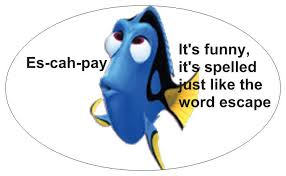 Es-cah-pay
It's funny,
it's spelled
just like the
word escape